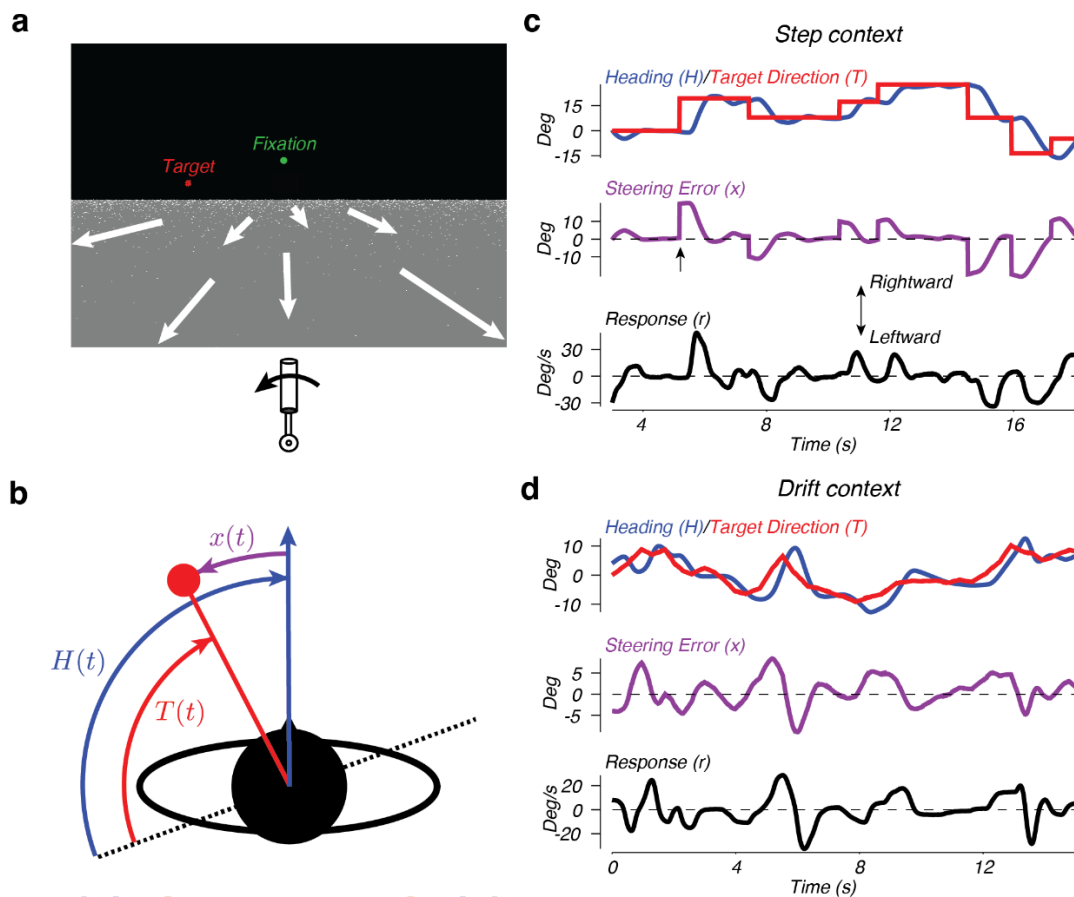 a
Fixation
Target
b
x(t)
H(t)
T(t)
c
Step context
Heading (H)/Target Direction (T)
Deg
15
0
-15
Steering Error (x)
Deg
10
0
-10
Rightward
Leftward
Response (r)
Deg/s
30
0
-30
4 8 12 16
Time (s)
d
Drift context
Heading (H)/Target Direction (T)
Deg
10
0
-10
Steering Error (x)
Deg
5
0
-5
Response (r)
Deg/s
20
0
-20
0 4 8 12
Time (s)